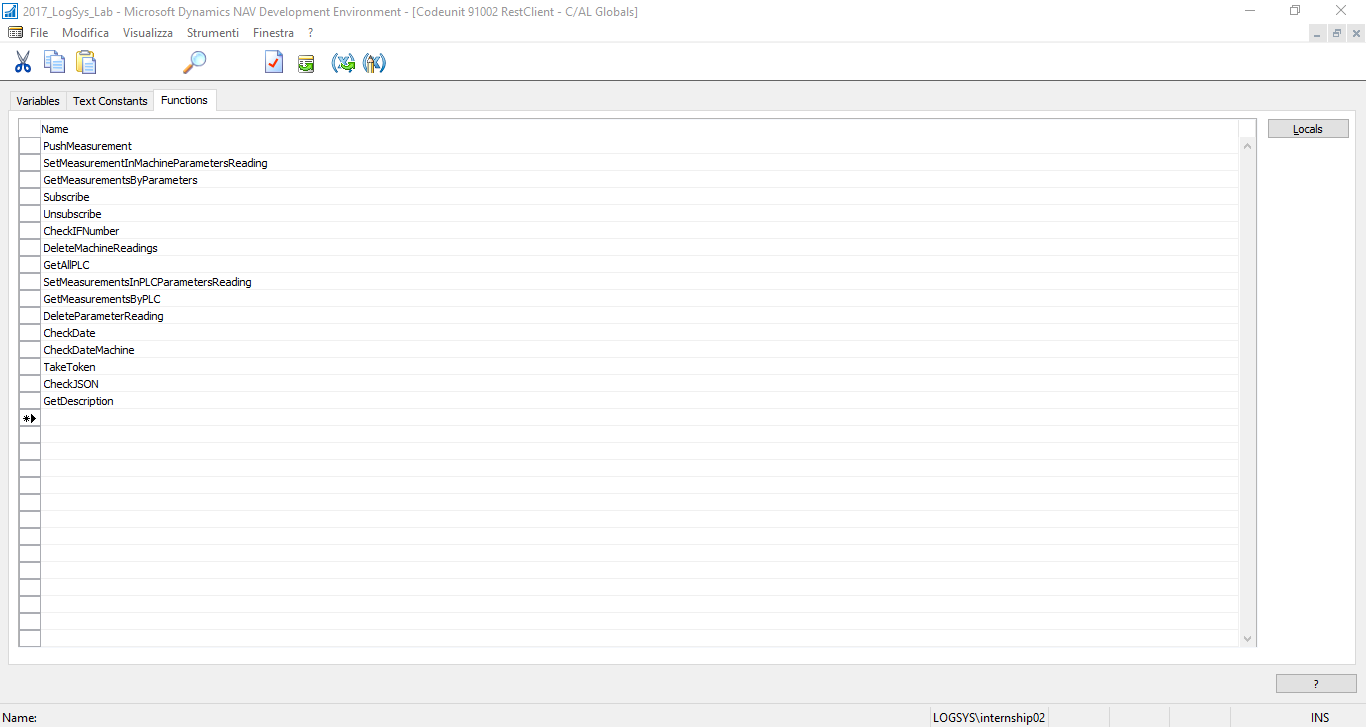 2017_LogSys_Lab - Microsoft Dynamics NAV Development Environment - [Codeunit 91002 RestClient - C/AL Globals]
File Modifica Visualizza Strumenti Finestra ?
Variables Text Constants Functions
Name
Locals
PushMeasurement
SetMeasurementInMachineParametersReading
GetMeasurementsByParameters
Subscribe
Unsubscribe
CheckIFNumber
DeleteMachineReadings
GetAllPLC
SetMeasurementsInPLCParametersReading
GetMeasurementsByPLC
DeleteParameterReading
CheckDate
CheckDateMachine
TakeToken
CheckJSON
GetDescription
?
Name: LOGSYS\internship02 INS